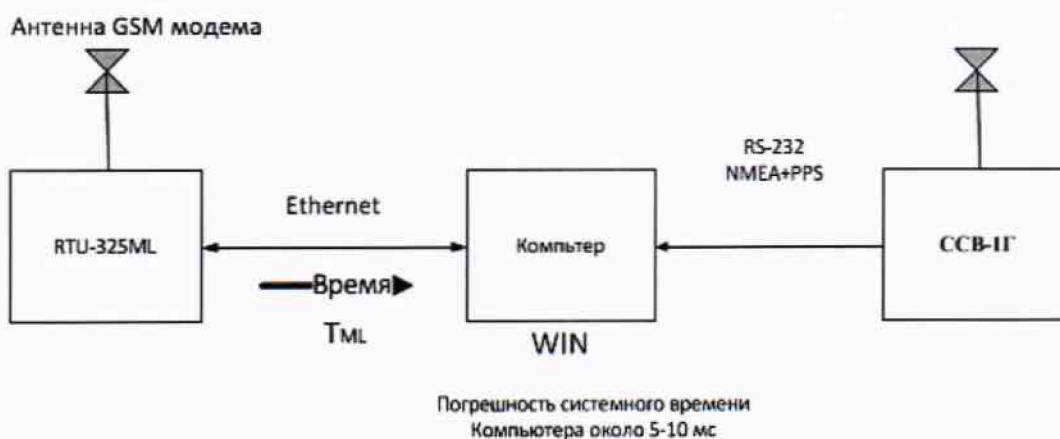 Антенна GSM модема
RS-232
NMEA+PPS
Ethernet
RTU-325ML
Компьтер
ССВ-1Г
Время
TML
WIN
Погрешность системного времени
Компьютера около 5-10 мс